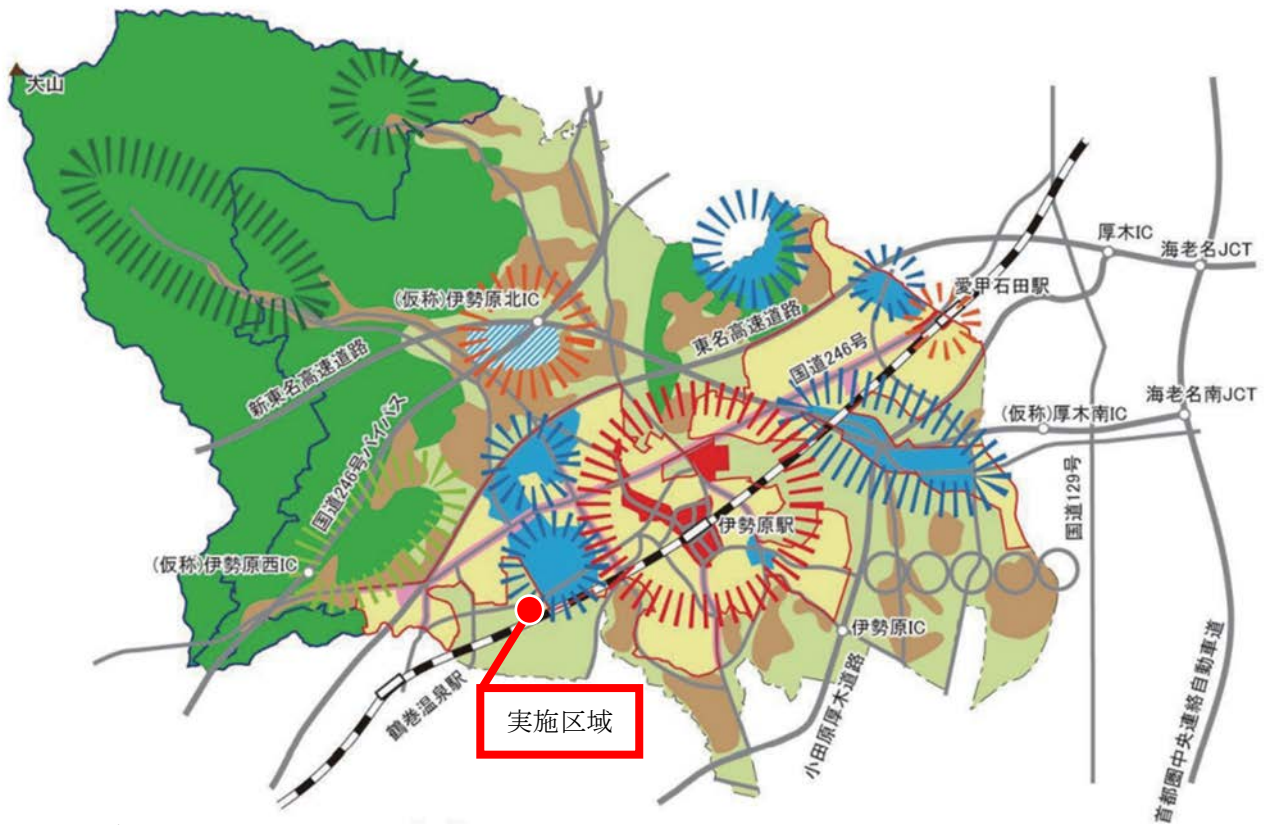 大山
厚木IC
海老名JCT
愛甲石田駅
(仮称)伊勢原北IC
東名高速道路
国道246号
新東名高速道路
海老名南JCT
(仮称)厚木南IC
国道246号バイパス
国道129号
伊勢原駅
(仮称)伊勢原西IC
伊勢原IC
鶴巻温泉駅
実施区域
小田原厚木道路
首都圏中央連絡自動車道